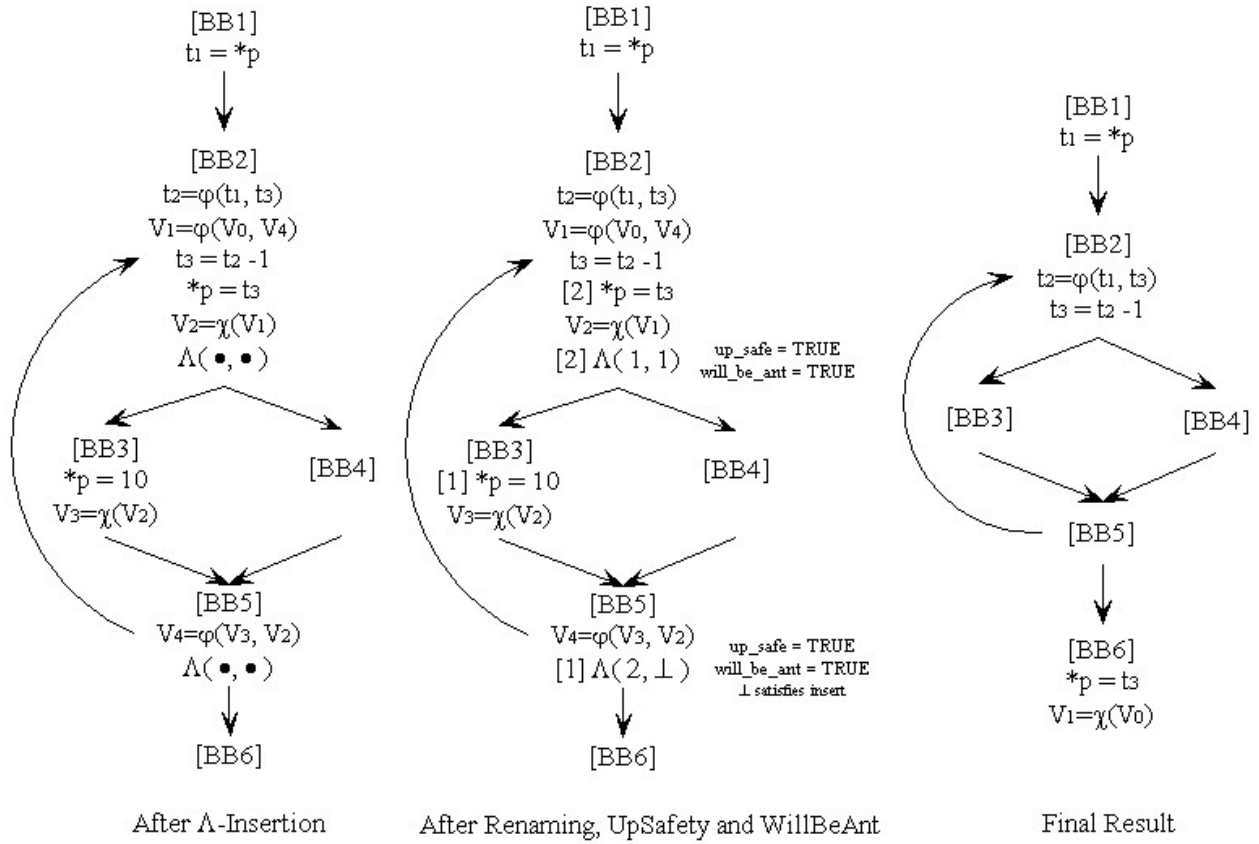 [BB1]
t₁ = *p
[BB2]
t₂=φ(t₁, t₃)
V₁=φ(V₀, V₄)
t₃ = t₂ -1
*p = t₃
V₂=χ(V₁)
Λ( •, • )
[BB3]
*p = 10
V₃=χ(V₂)
[BB4]
[BB5]
V₄=φ(V₃, V₂)
Λ( •, • )
[BB6]
After Λ-Insertion
[BB1]
t₁ = *p
[BB2]
t₂=φ(t₁, t₃)
V₁=φ(V₀, V₄)
t₃ = t₂ -1
[2] *p = t₃
V₂=χ(V₁)
[2] Λ( 1, 1 )
up_safe = TRUE
will_be_ant = TRUE
[BB3]
[1] *p = 10
V₃=χ(V₂)
[BB4]
[BB5]
V₄=φ(V₃, V₂)
[1] Λ( 2, ⊥ )
up_safe = TRUE
will_be_ant = TRUE
⊥ satisfies insert
[BB6]
After Renaming, UpSafety and WillBeAnt
[BB1]
t₁ = *p
[BB2]
t₂=φ(t₁, t₃)
t₃ = t₂ -1
[BB3]
[BB4]
[BB5]
[BB6]
*p = t₃
V₁=χ(V₀)
Final Result